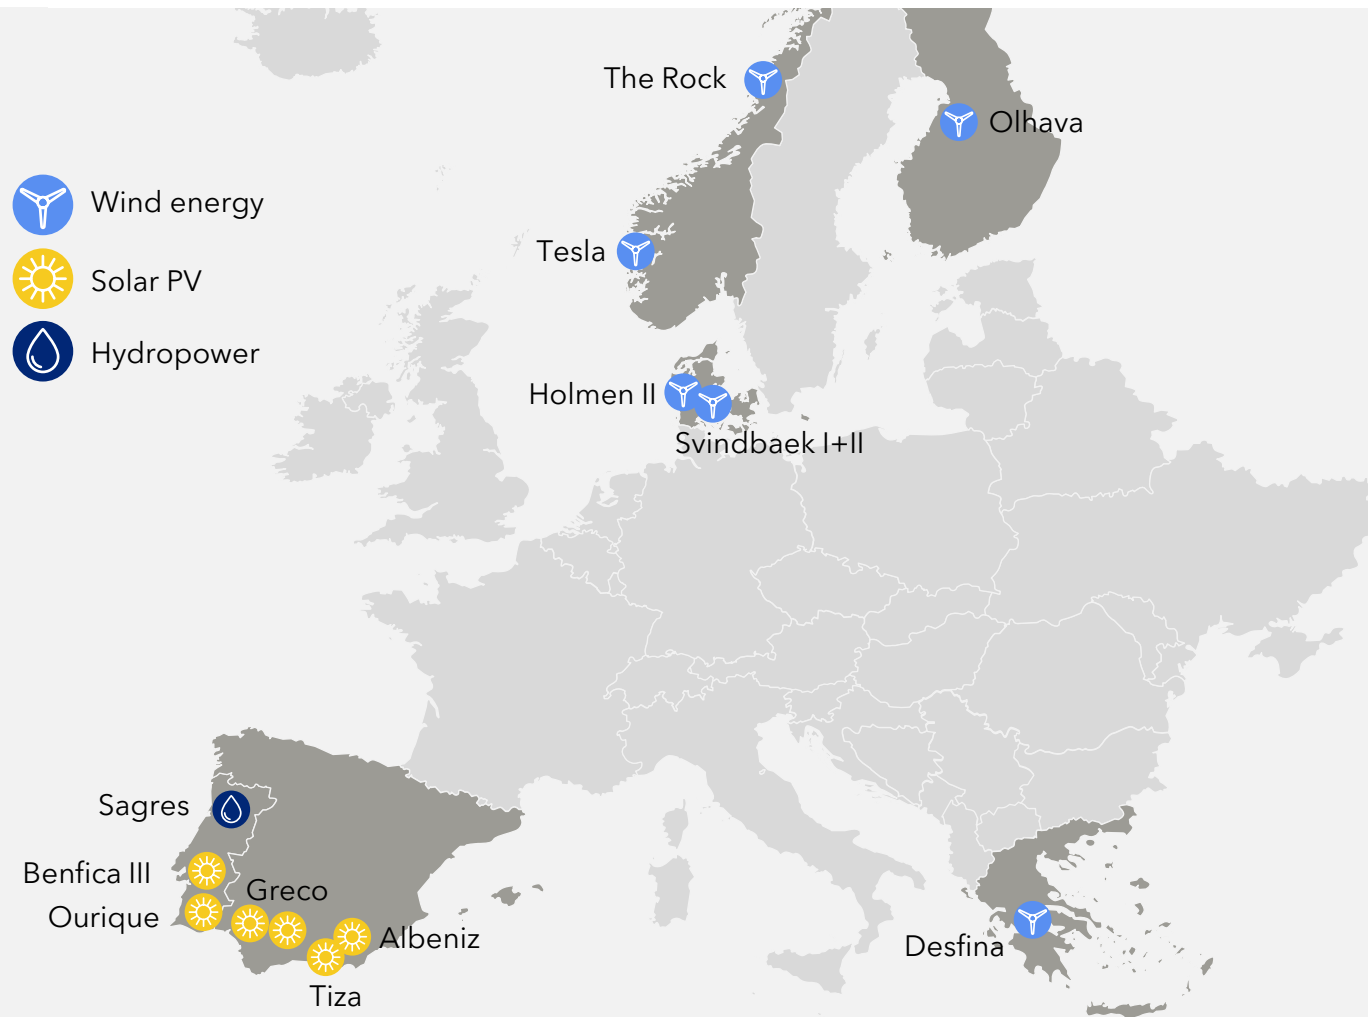 The Rock
Olhava
Wind energy
Tesla
Solar PV
Hydropower
Holmen II
Svindbaek I+II
Sagres
Benfica III
Greco
Ourique
Albeniz
Desfina
Tiza